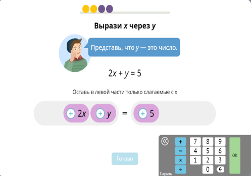 Вырази x через y
Представь, что y — это число.
2x + y = 5
Оставь в левой части только слагаемые с x
+ 2x + y = + 5
Готово
+ 7 8 9
− 4 5 6
× 1 2 3
÷ 0